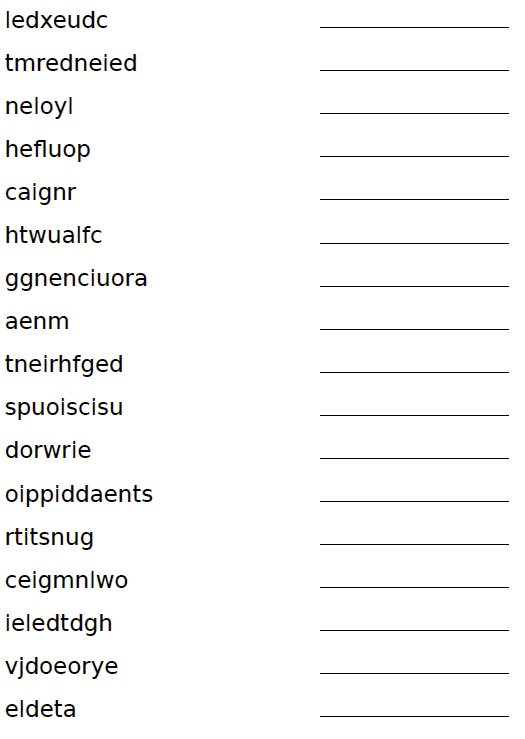 ledxeudc
tmredneied
neloyl
hefluop
caignr
htwualfc
ggnenciuora
aenm
tneirhfged
spuoiscisu
dorwrie
oippiddaents
rtitsnug
ceigmnlwo
ieledtdgh
vjdoeorye
eldeta